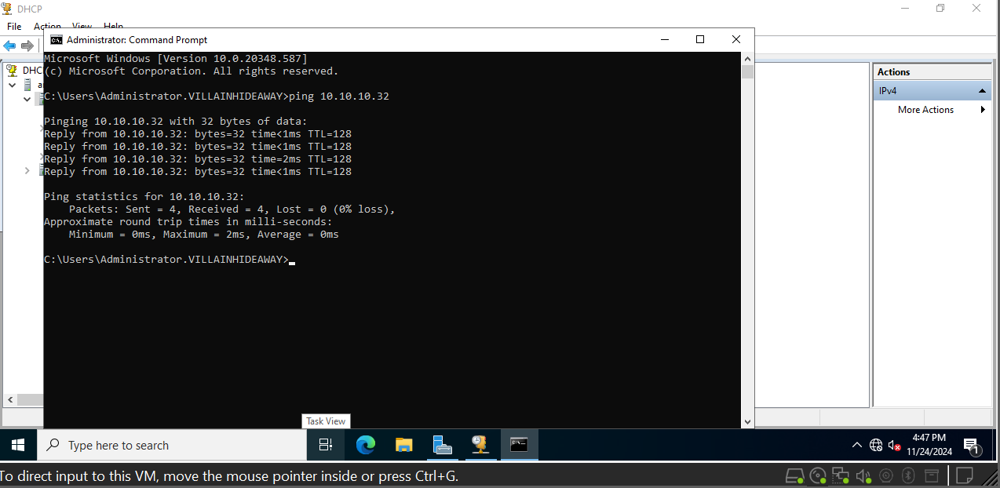 DHCP
File Action View Help
Administrator: Command Prompt
Microsoft Windows [Version 10.0.20348.587]
(c) Microsoft Corporation. All rights reserved.
C:\Users\Administrator.VILLAINHIDEAWAY>ping 10.10.10.32
Pinging 10.10.10.32 with 32 bytes of data:
Reply from 10.10.10.32: bytes=32 time<1ms TTL=128
Reply from 10.10.10.32: bytes=32 time<1ms TTL=128
Reply from 10.10.10.32: bytes=32 time=2ms TTL=128
Reply from 10.10.10.32: bytes=32 time<1ms TTL=128
Ping statistics for 10.10.10.32:
Packets: Sent = 4, Received = 4, Lost = 0 (0% loss),
Approximate round trip times in milli-seconds:
Minimum = 0ms, Maximum = 2ms, Average = 0ms
C:\Users\Administrator.VILLAINHIDEAWAY>
DHC
a
Actions
IPv4
More Actions
Task View
Type here to search
4:47 PM
11/24/2024
1
To direct input to this VM, move the mouse pointer inside or press Ctrl+G.